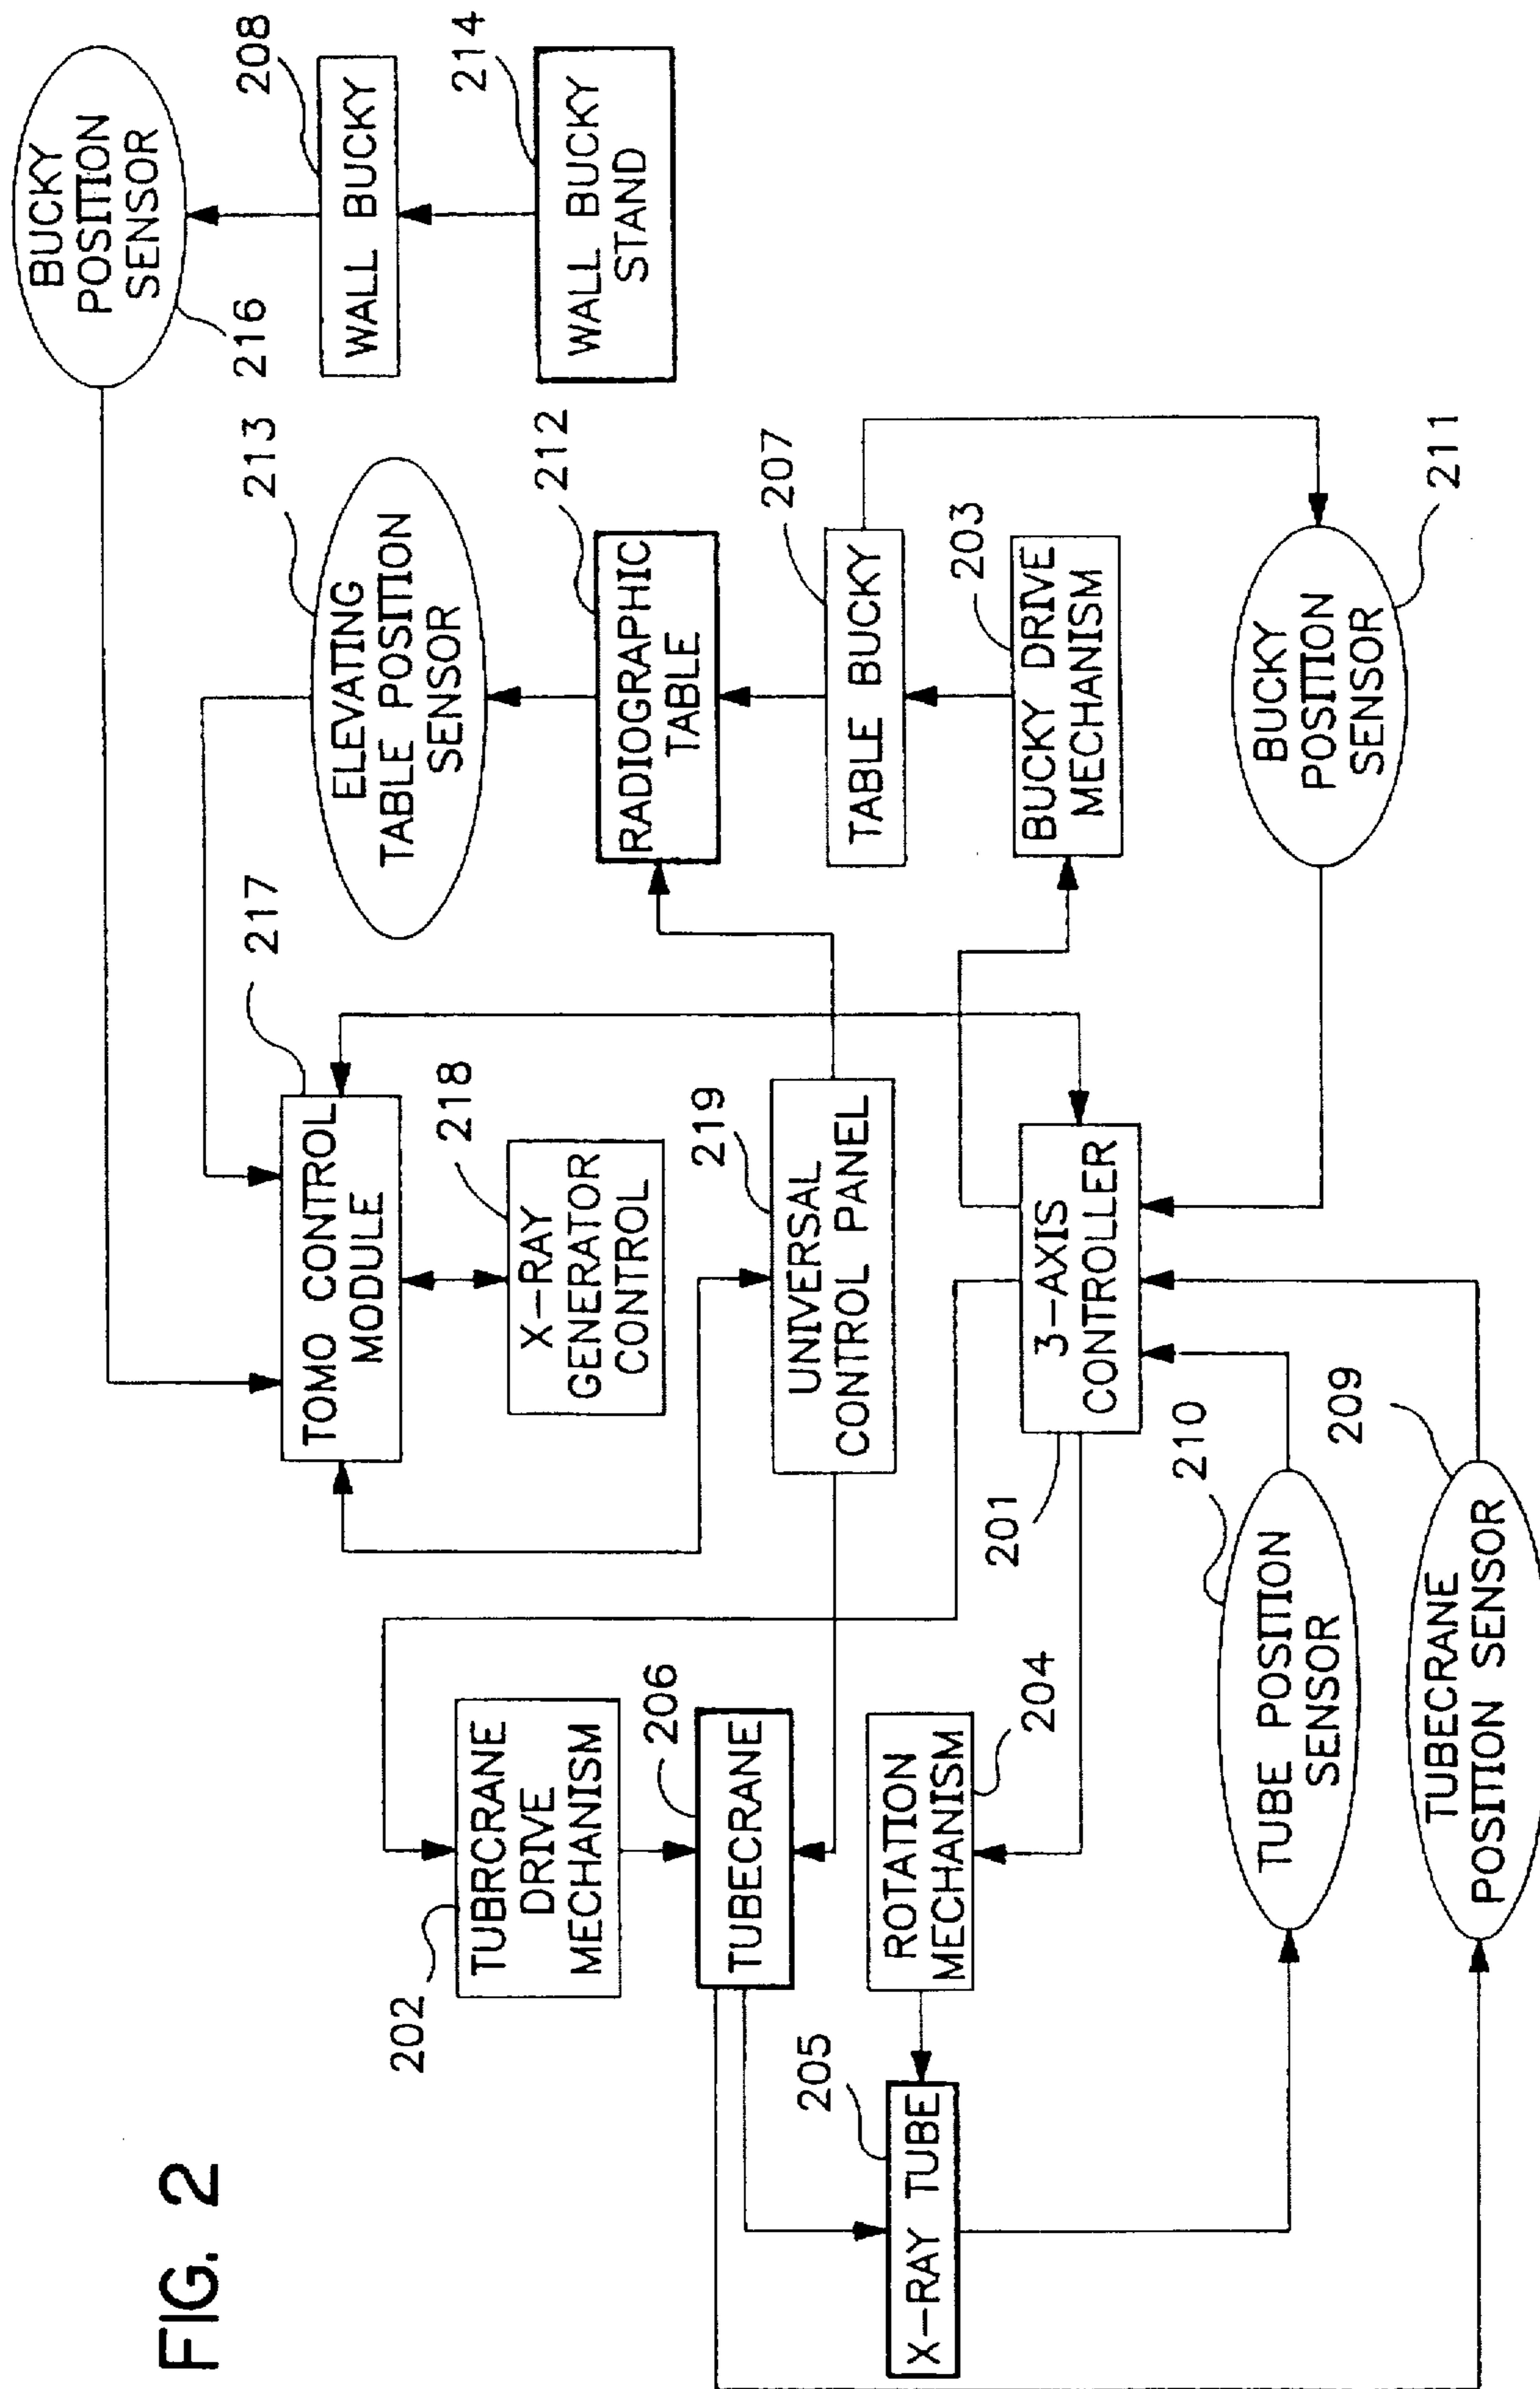 FIG. 2
BUCKY
POSITION
SENSOR
216
208
WALL BUCKY
214
WALL BUCKY
STAND
213
ELEVATING
TABLE POSITION
SENSOR
212
RADIOGRAPHIC
TABLE
207
TABLE BUCKY
203
BUCKY DRIVE
MECHANISM
BUCKY
POSITION
SENSOR
211
217
TOMO CONTROL
MODULE
218
X-RAY
GENERATOR
CONTROL
219
UNIVERSAL
CONTROL PANEL
3-AXIS
CONTROLLER
201
202
TUBRCRANE
DRIVE
MECHANISM
206
TUBECRANE
204
ROTATION
MECHANISM
205
X-RAY TUBE
210
TUBE POSITION
SENSOR
209
TUBECRANE
POSITION SENSOR